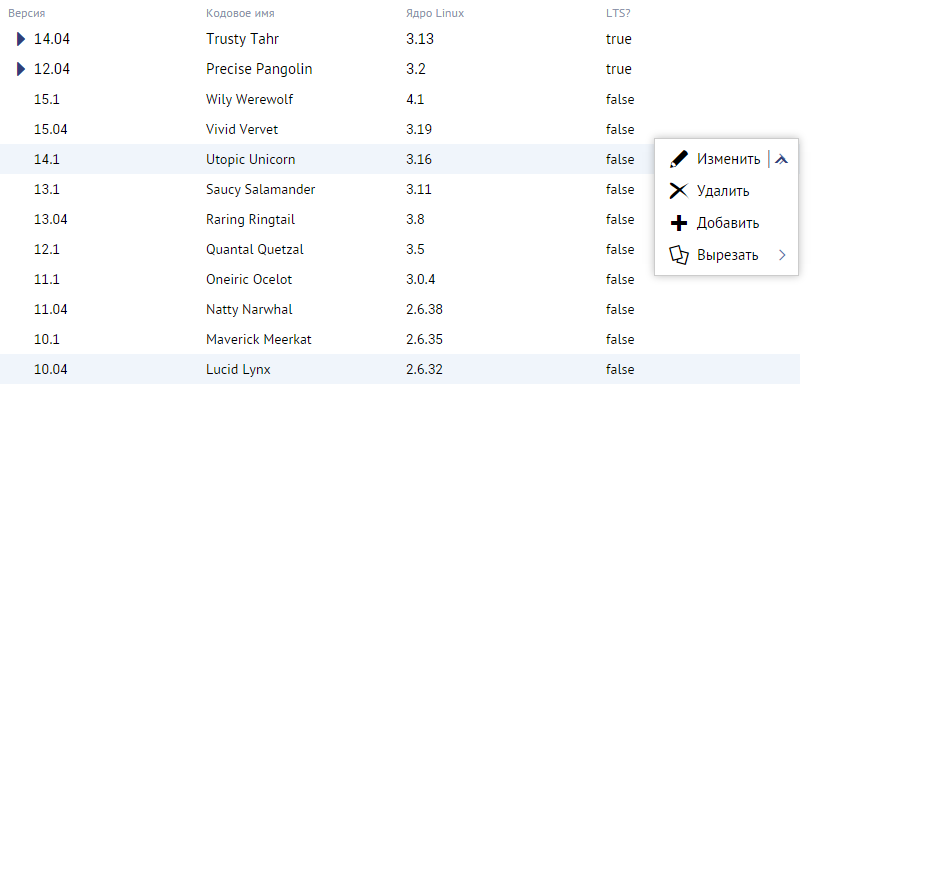 Версия Кодовое имя Ядро Linux LTS?
14.04 Trusty Tahr 3.13 true
12.04 Precise Pangolin 3.2 true
15.1 Wily Werewolf 4.1 false
15.04 Vivid Vervet 3.19 false
14.1 Utopic Unicorn 3.16 false Изменить
13.1 Saucy Salamander 3.11 false Удалить
13.04 Raring Ringtail 3.8 false Добавить
12.1 Quantal Quetzal 3.5 false Вырезать
11.1 Oneiric Ocelot 3.0.4 false
11.04 Natty Narwhal 2.6.38 false
10.1 Maverick Meerkat 2.6.35 false
10.04 Lucid Lynx 2.6.32 false